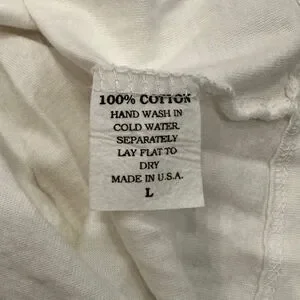 100% COTTON
HAND WASH IN
COLD WATER.
SEPARATELY
LAY FLAT TO
DRY
MADE IN U.S.A.
L